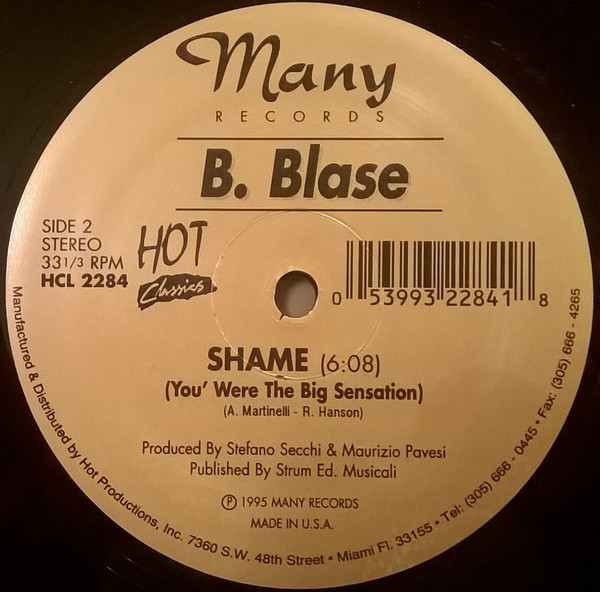 Many
RECORDS
B. Blase
SIDE 2
STEREO
33 1/3 RPM
HCL 2284
HOT
Classics
0 53993 22841 8
SHAME (6:08)
(You' Were The Big Sensation)
(A. Martinelli - R. Hanson)
Produced By Stefano Secchi & Maurizio Pavesi
Published By Strum Ed. Musicali
Ⓟ 1995 MANY RECORDS
MADE IN U.S.A.
Manufactured & Distributed by Hot Productions, Inc. 7360 S.W. 48th Street • Miami Fl. 33155 • Tel: (305) 666 - 0445 • Fax: (305) 666 - 4265